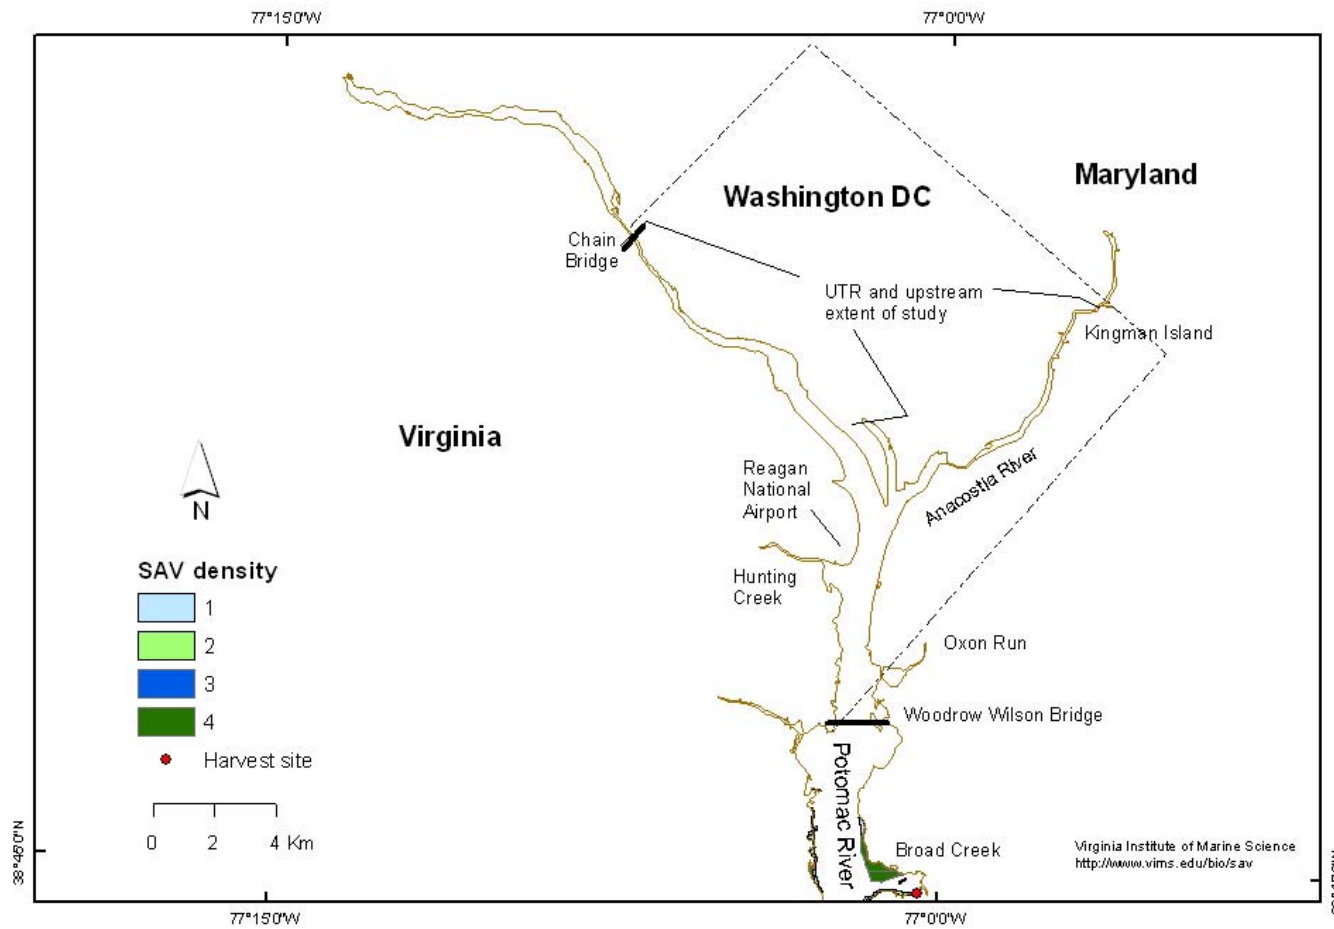 77°15'0"W
77°0'0"W
Maryland
Washington DC
Chain
Bridge
UTR and upstream
extent of study
Kingman Island
Virginia
Reagan
National
Airport
Anacostia River
N
Hunting
Creek
SAV density
1
2
3
4
Harvest site
0 2 4 Km
Oxon Run
Woodrow Wilson Bridge
Potomac River
Broad Creek
Virginia Institute of Marine Science
http://www.vims.edu/bio/sav
38°45'0"N
77°15'0"W
77°0'0"W